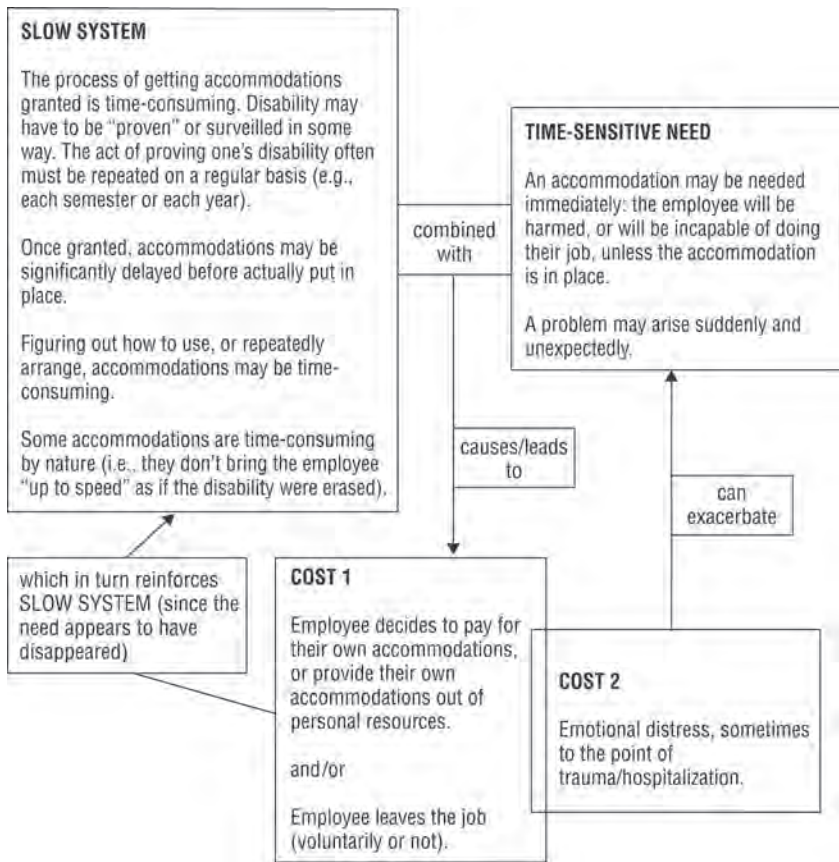 SLOW SYSTEM
The process of getting accommodations
granted is time-consuming. Disability may
have to be “proven” or surveilled in some
way. The act of proving one’s disability often
must be repeated on a regular basis (e.g.,
each semester or each year).
Once granted, accommodations may be
significantly delayed before actually put in
place.
Figuring out how to use, or repeatedly
arrange, accommodations may be time-
consuming.
Some accommodations are time-consuming
by nature (i.e., they don’t bring the employee
“up to speed” as if the disability were erased).
combined
with
TIME-SENSITIVE NEED
An accommodation may be needed
immediately: the employee will be
harmed, or will be incapable of doing
their job, unless the accommodation
is in place.
A problem may arise suddenly and
unexpectedly.
causes/leads
to
can
exacerbate
which in turn reinforces
SLOW SYSTEM (since the
need appears to have
disappeared)
COST 1
Employee decides to pay for
their own accommodations,
or provide their own
accommodations out of
personal resources.
and/or
Employee leaves the job
(voluntarily or not).
COST 2
Emotional distress, sometimes
to the point of
trauma/hospitalization.